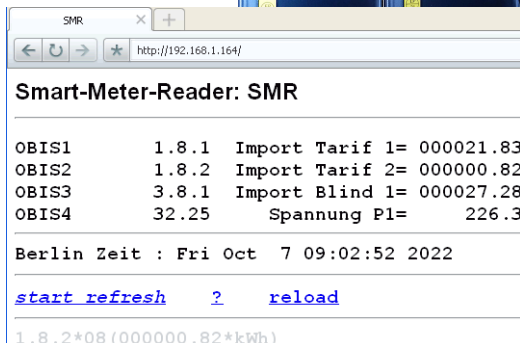 SMR
http://192.168.1.164/
Smart-Meter-Reader: SMR
OBIS1 1.8.1 Import Tarif 1= 000021.83
OBIS2 1.8.2 Import Tarif 2= 000000.82
OBIS3 3.8.1 Import Blind 1= 000027.28
OBIS4 32.25 Spannung P1= 226.3
Berlin Zeit : Fri Oct 7 09:02:52 2022
start refresh ? reload
1.8.2*08(000000.82*kWh)